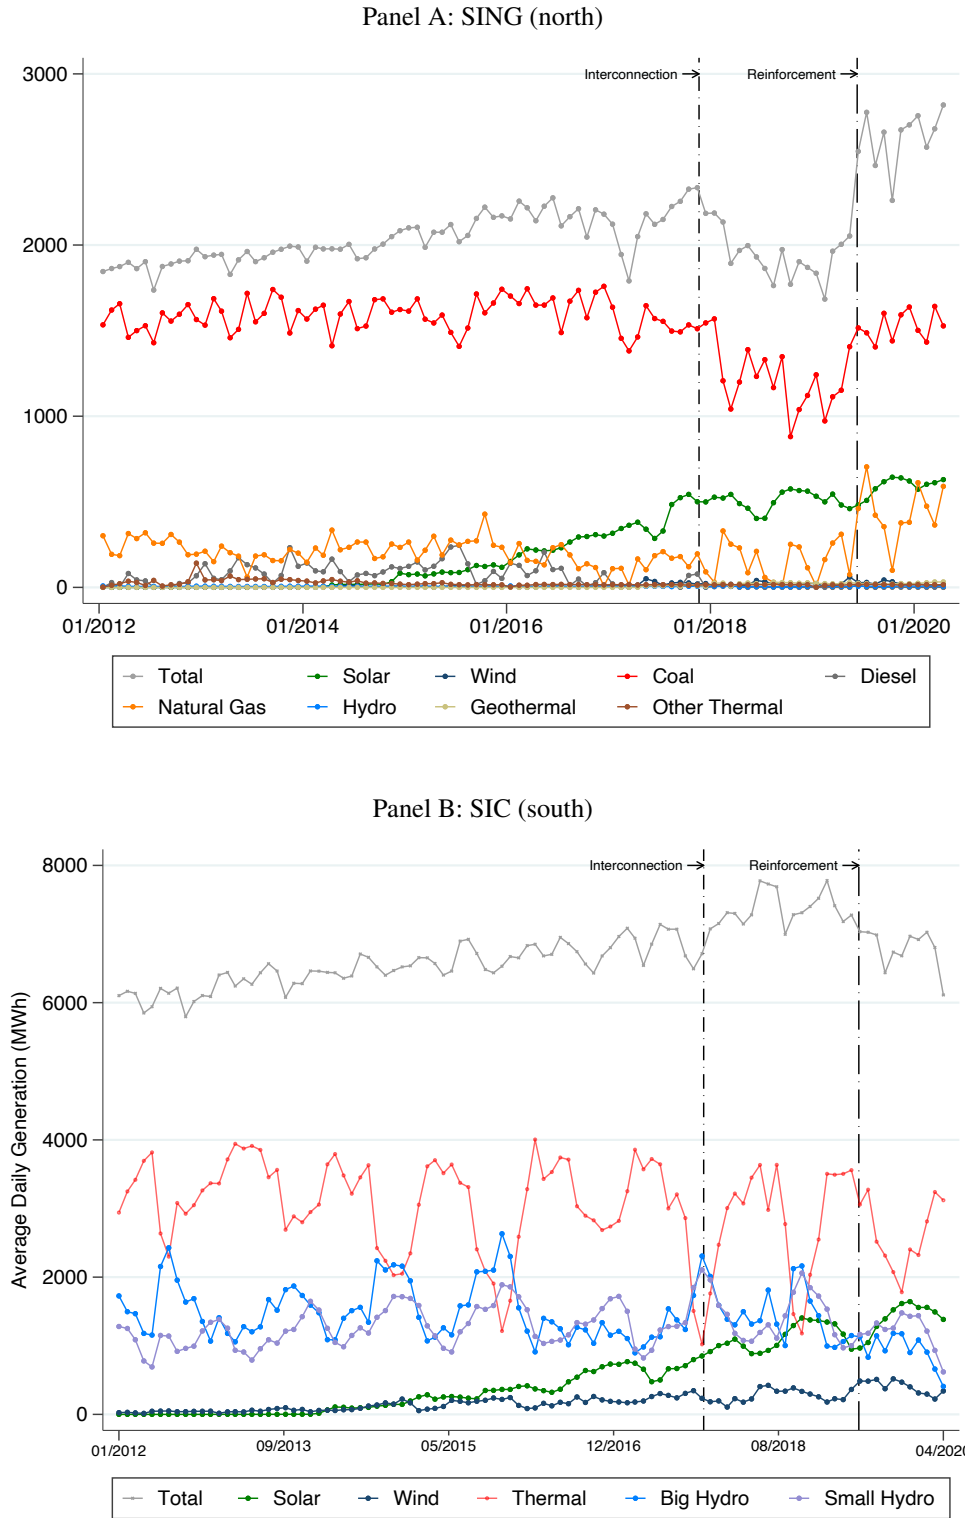 Panel A: SING (north)
Interconnection
Reinforcement
3000
2000
1000
0
01/2012
01/2014
01/2016
01/2018
01/2020
Total
Solar
Wind
Coal
Diesel
Natural Gas
Hydro
Geothermal
Other Thermal
Panel B: SIC (south)
Interconnection
Reinforcement
Average Daily Generation (MWh)
8000
6000
4000
2000
0
01/2012
09/2013
05/2015
12/2016
08/2018
04/2020
Total
Solar
Wind
Thermal
Big Hydro
Small Hydro